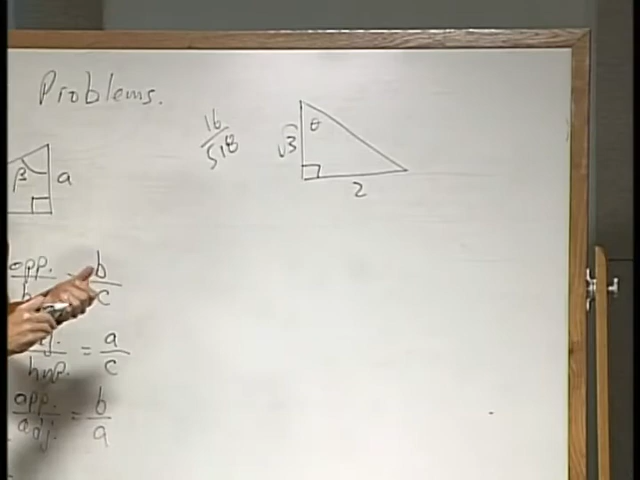 Problems.
16
518
θ
√3
2
β
a
opp. = b
c
= a
hyp. c
opp. = b
adj. a